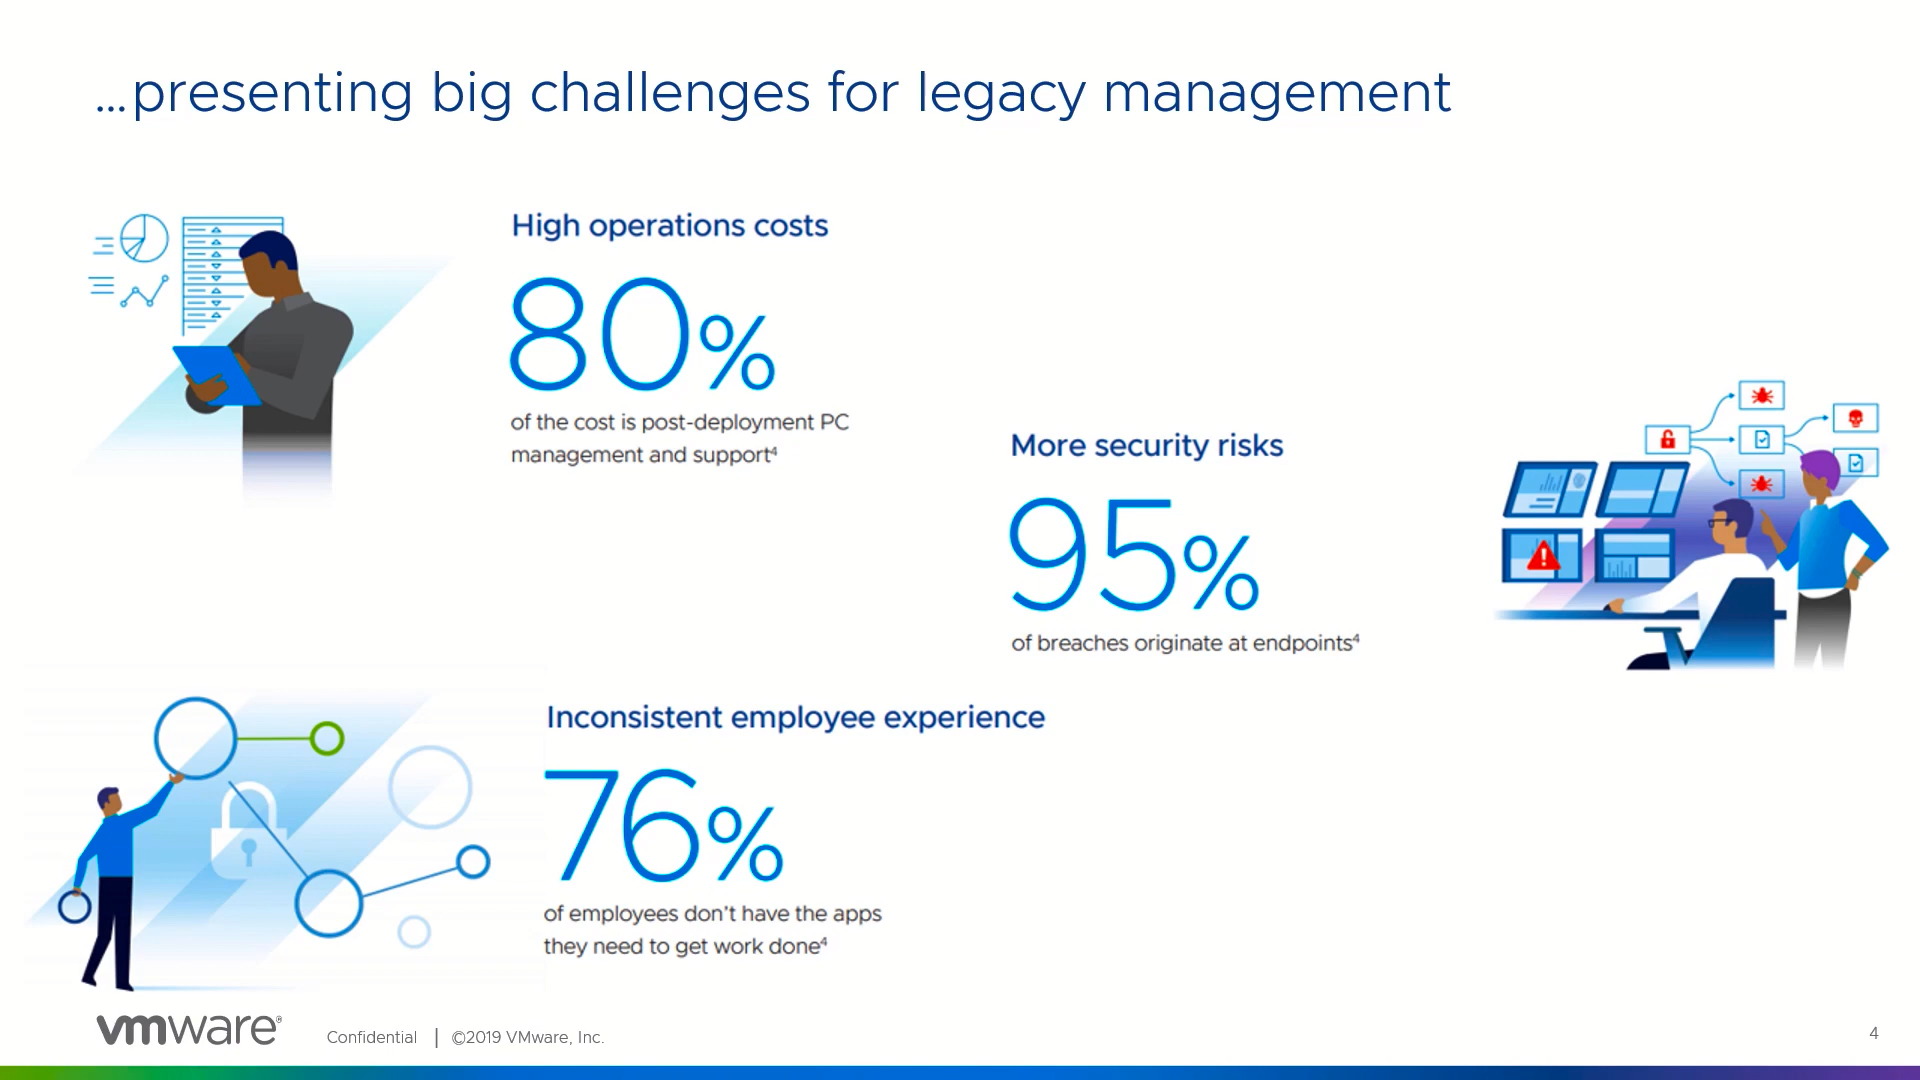 ...presenting big challenges for legacy management
High operations costs
80%
of the cost is post-deployment PC
management and support⁴
More security risks
95%
of breaches originate at endpoints⁴
Inconsistent employee experience
76%
of employees don't have the apps
they need to get work done⁴
vmware®
Confidential | ©2019 VMware, Inc.
4